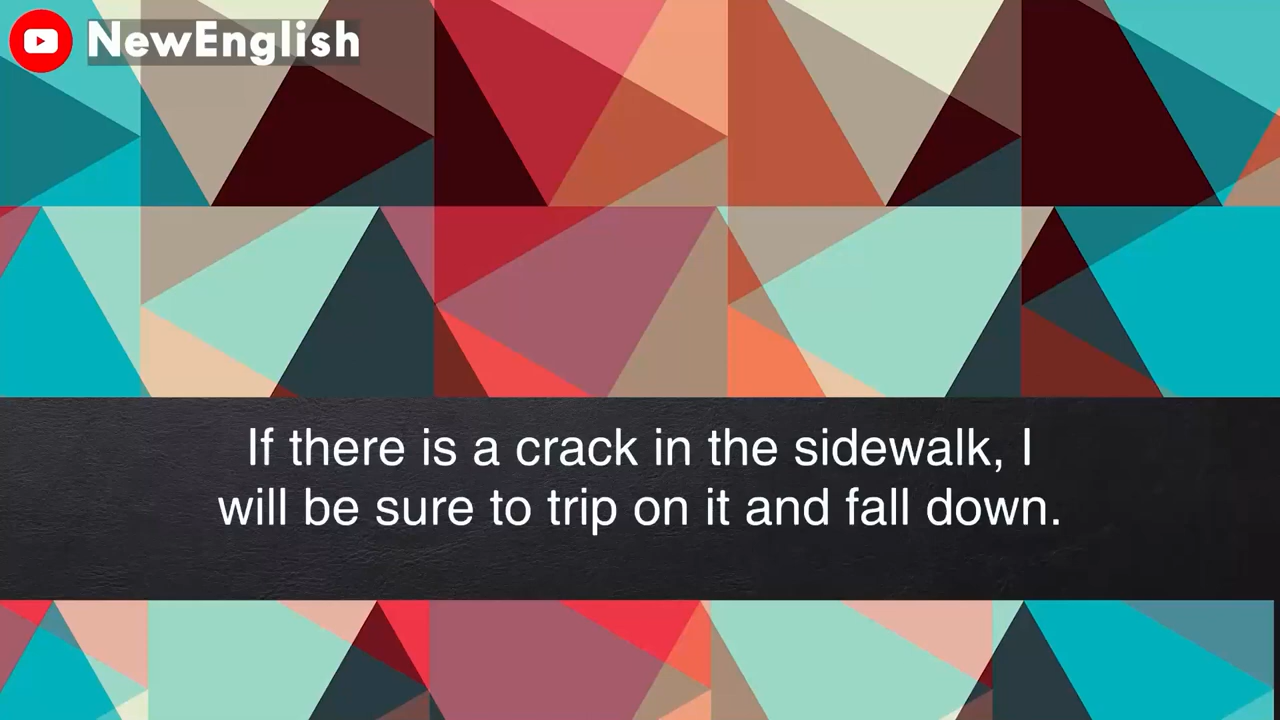 NewEnglish
If there is a crack in the sidewalk, I
will be sure to trip on it and fall down.